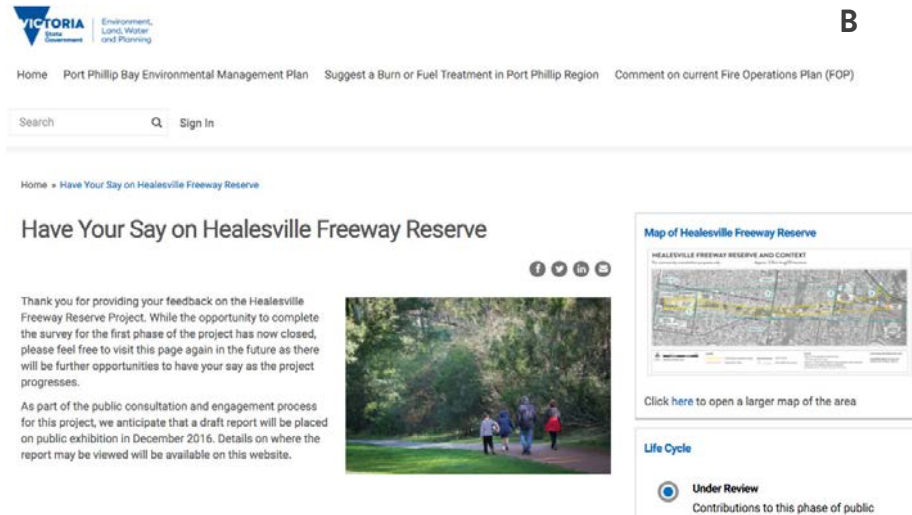 VICTORIA
State
Government
Environment,
Land, Water
and Planning
B
Home Port Phillip Bay Environmental Management Plan Suggest a Burn or Fuel Treatment in Port Phillip Region Comment on current Fire Operations Plan (FOP)
Search Sign In
Home » Have Your Say on Healesville Freeway Reserve
Have Your Say on Healesville Freeway Reserve
Thank you for providing your feedback on the Healesville
Freeway Reserve Project. While the opportunity to complete
the survey for the first phase of the project has now closed,
please feel free to visit this page again in the future as there
will be further opportunities to have your say as the project
progresses.
As part of the public consultation and engagement process
for this project, we anticipate that a draft report will be placed
on public exhibition in December 2016. Details on where the
report may be viewed will be available on this website.
Map of Healesville Freeway Reserve
HEALESVILLE FREEWAY RESERVE AND CONTEXT
Click here to open a larger map of the area
Life Cycle
Under Review
Contributions to this phase of public